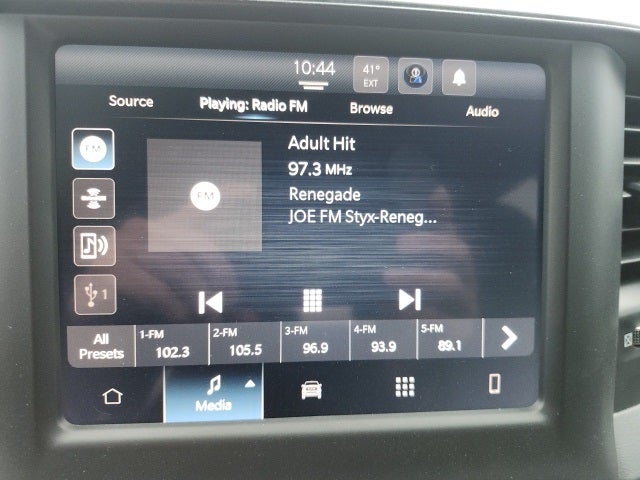 10:44 41° EXT
Source Playing: Radio FM Browse Audio
FM
Adult Hit
97.3 MHz
Renegade
JOE FM Styx-Reneg...
FM
1
All Presets
1-FM 102.3
2-FM 105.5
3-FM 96.9
4-FM 93.9
5-FM 89.1
Media